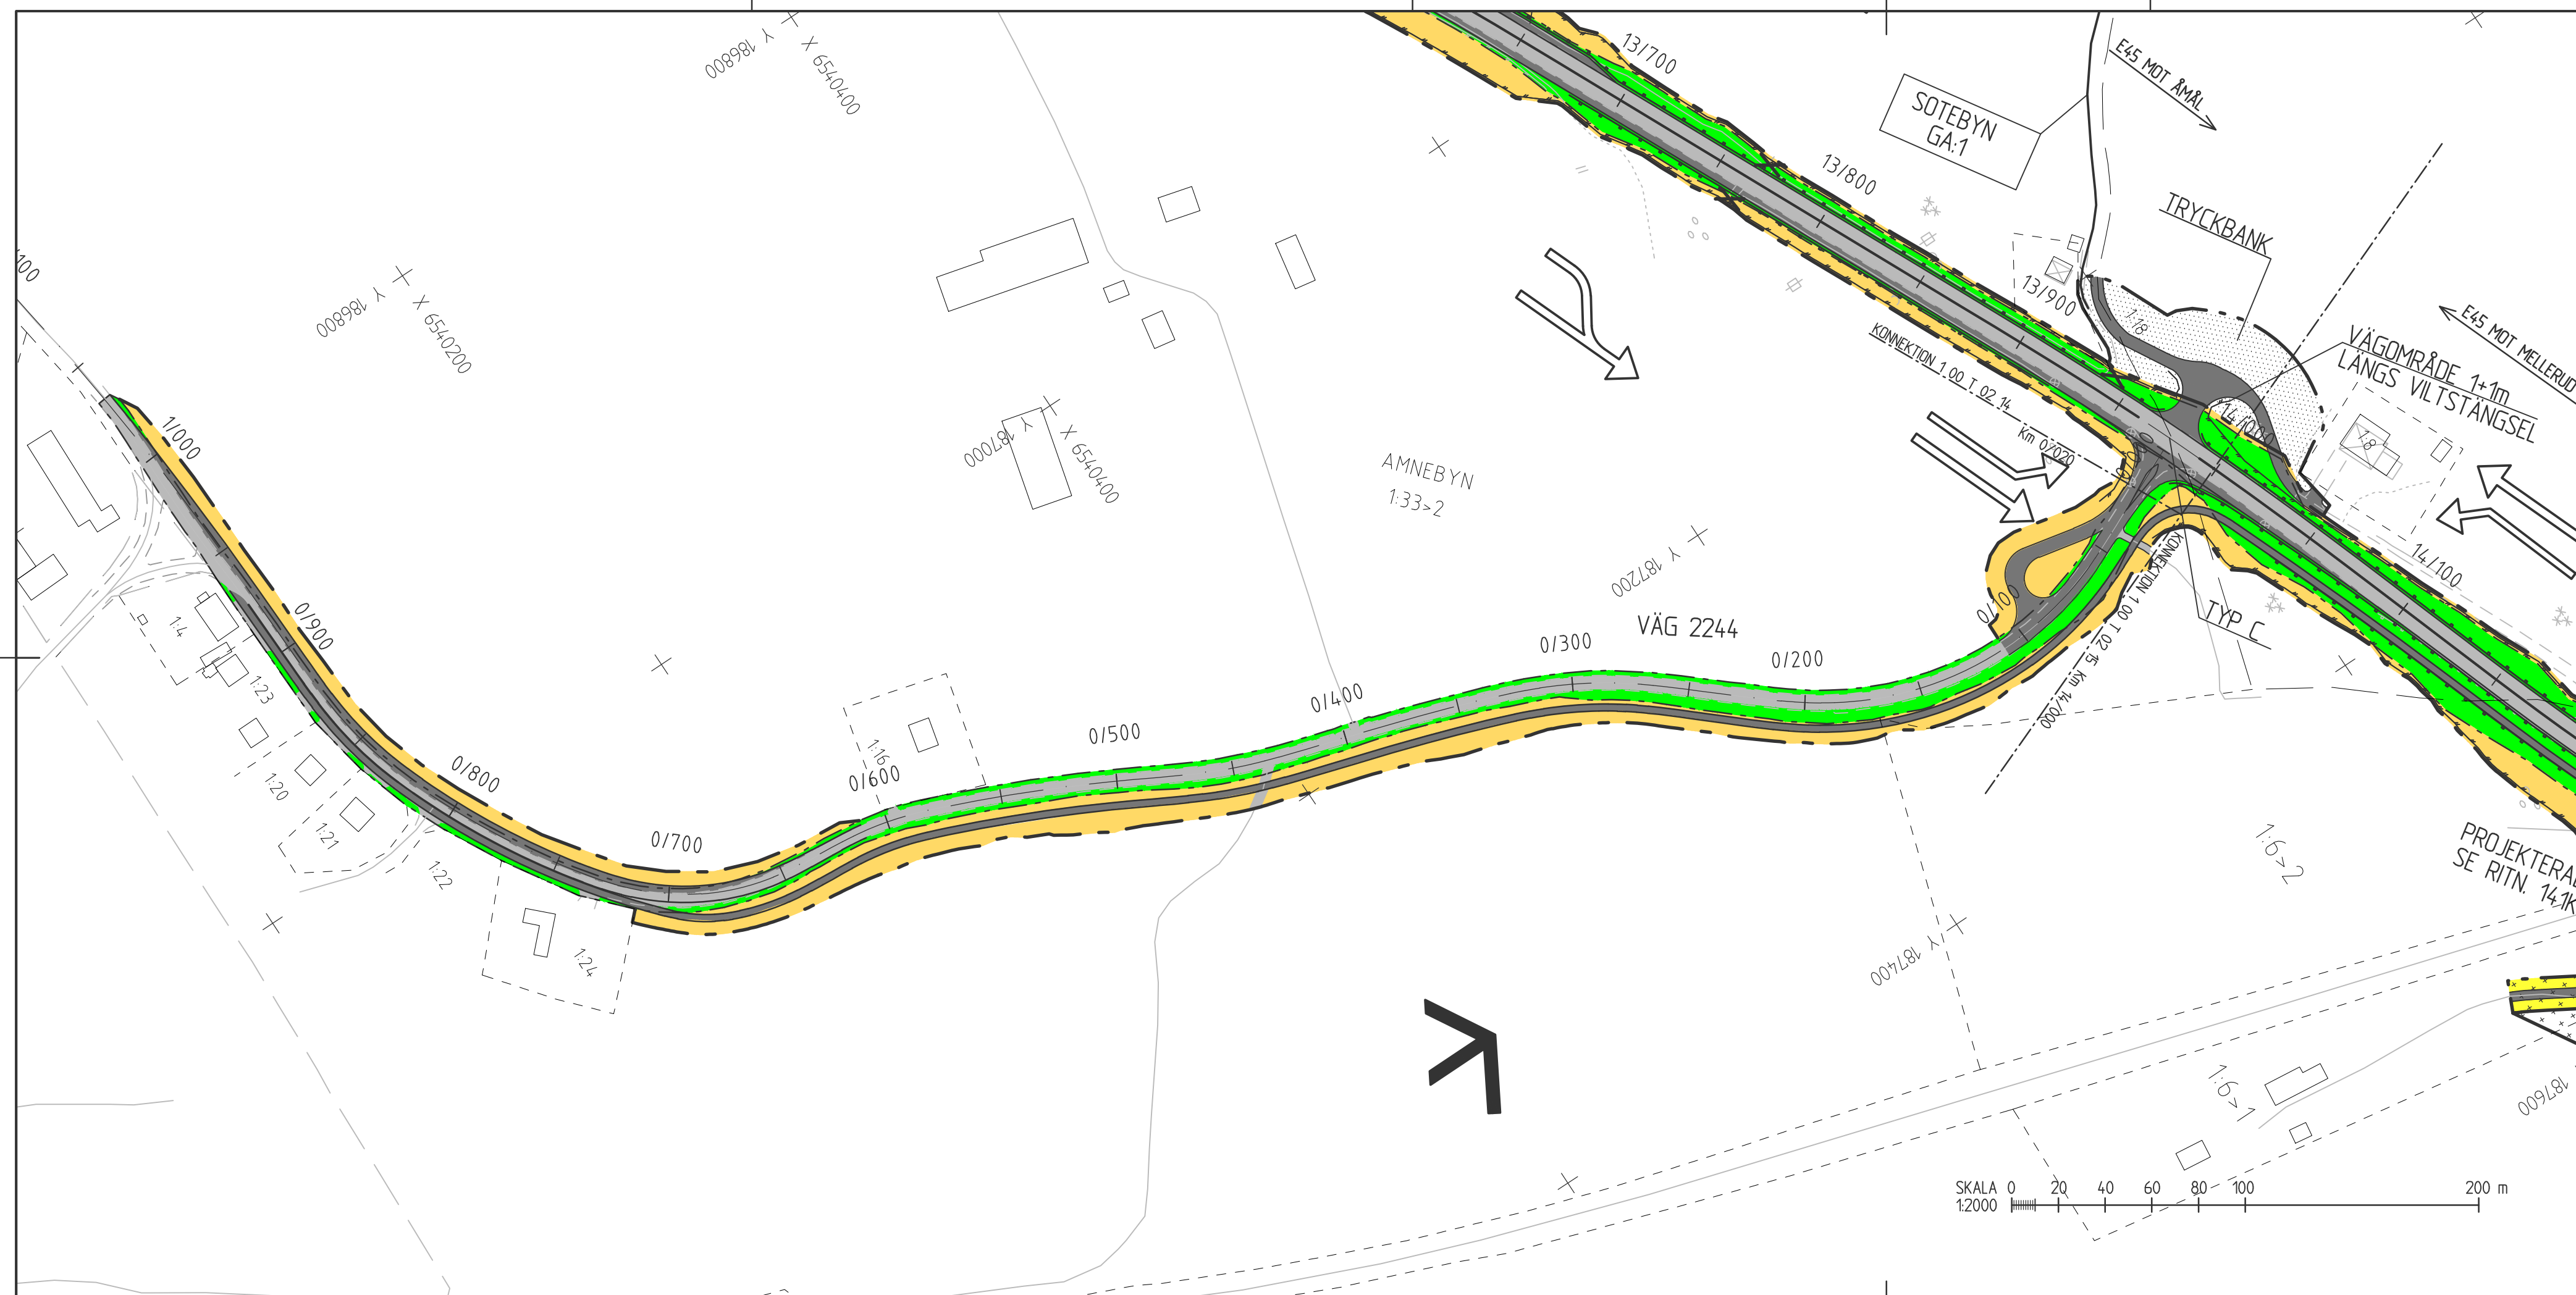 13/700
E45 MOT ÅMÅL
SOTEBYN
GA:1
Y 186800
X 6540400
13/800
TRYCKBANK
Y 186800
X 6540200
13/900
1:18
E45 MOT MELLERUD
VÄGOMRÅDE 1+1m
LÄNGS VILTSTÄNGSEL
KONNEKTION 1 00 T 02 14
Km 0/020
14/000
1:8
1/000
Y 187000
X 6540400
AMNEBYN
1:33>2
14/100
Y 187200
KONNEKTION 1 00 T 02 15 Km 14/000
TYP C
0/100
VÄG 2244
0/200
0/300
0/400
0/500
0/600
1:16
0/700
0/800
0/900
1:4
1:23
1:20
1:21
1:22
1:24
1:6>2
PROJEKTERA
SE RITN. 141K
Y 187400
1:6>1
187600
SKALA 0 20 40 60 80 100 200 m
1:2000